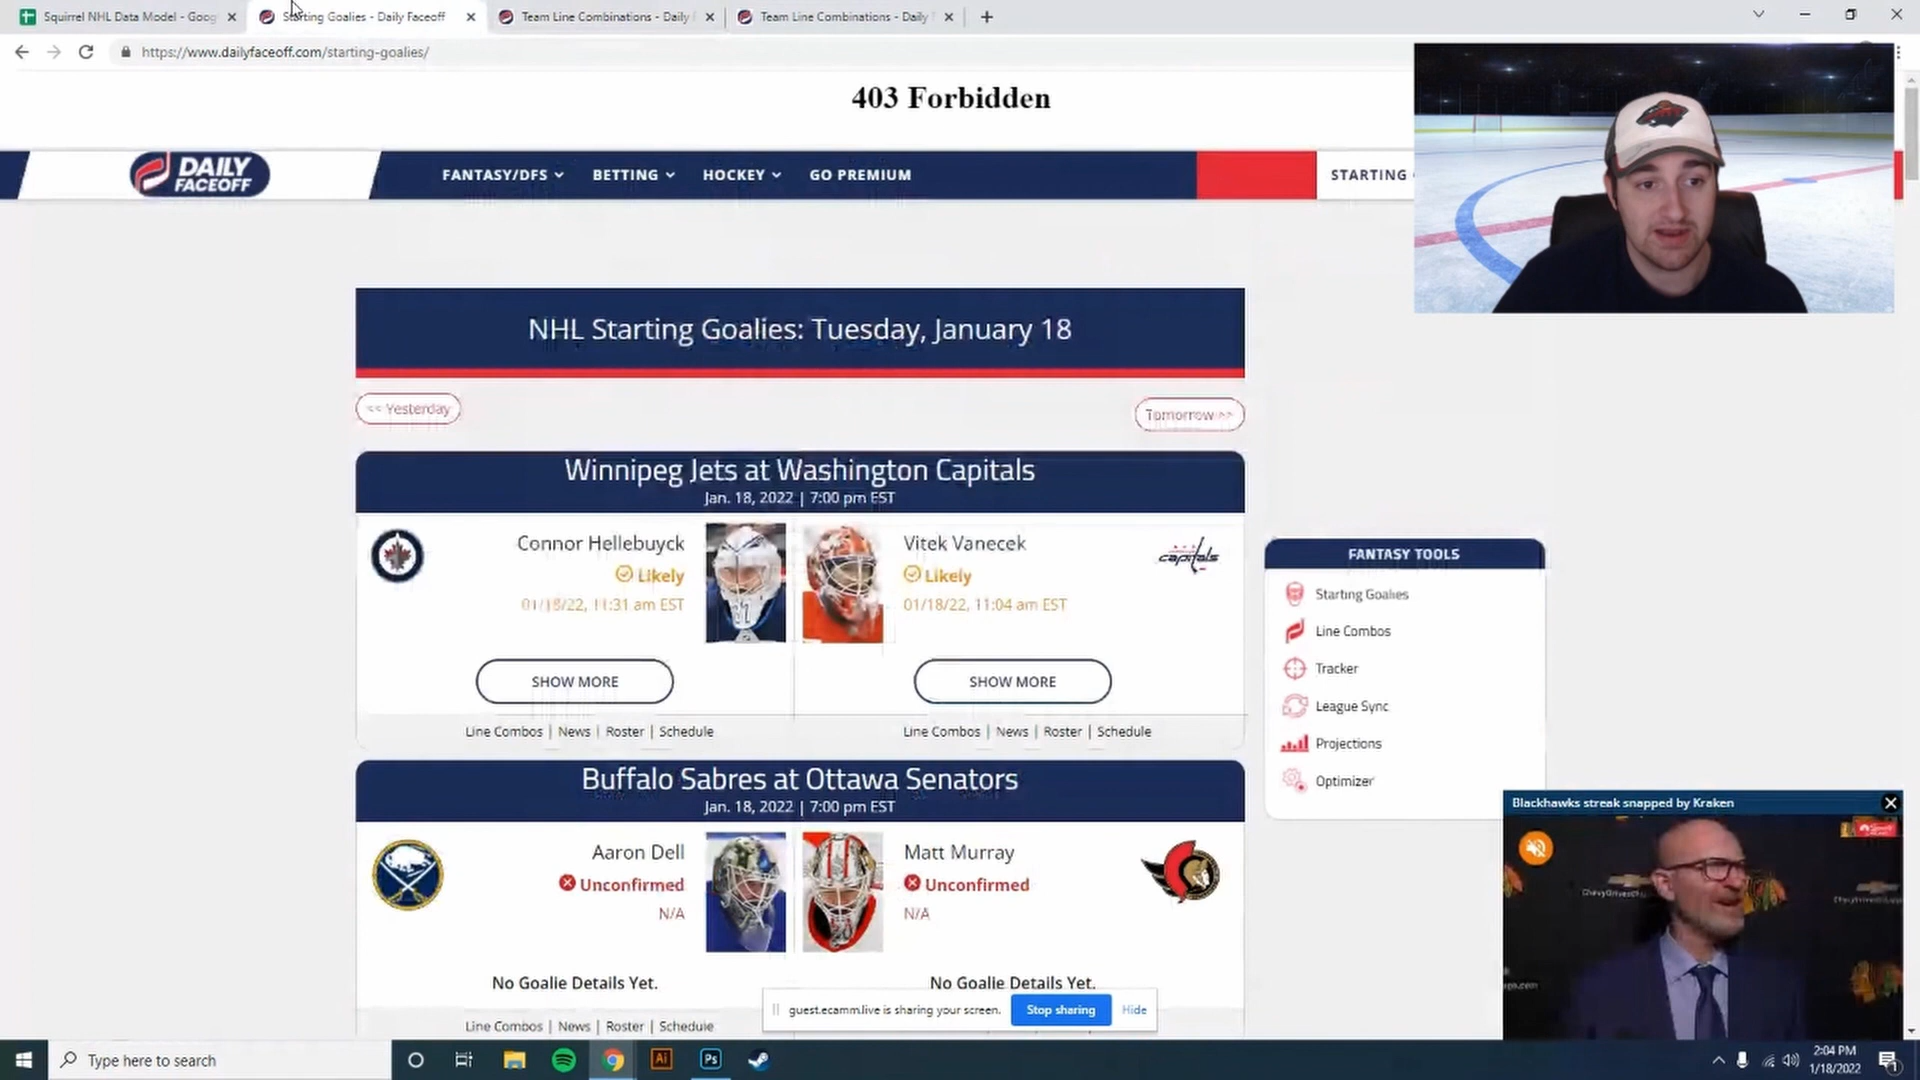 Squirrel NHL Data Model - Goog
Starting Goalies - Daily Faceoff
Team Line Combinations - Daily
Team Line Combinations - Daily
https://www.dailyfaceoff.com/starting-goalies/
403 Forbidden
DAILY
FACEOFF
FANTASY/DFS
BETTING
HOCKEY
GO PREMIUM
STARTING
NHL Starting Goalies: Tuesday, January 18
<< Yesterday
Tomorrow >>
Winnipeg Jets at Washington Capitals
Jan. 18, 2022 | 7:00 pm EST
Connor Hellebuyck
Likely
01/18/22, 11:31 am EST
Vitek Vanecek
Likely
01/18/22, 11:04 am EST
capitals
SHOW MORE
SHOW MORE
Line Combos | News | Roster | Schedule
Line Combos | News | Roster | Schedule
FANTASY TOOLS
Starting Goalies
Line Combos
Tracker
League Sync
Projections
Optimizer
Buffalo Sabres at Ottawa Senators
Jan. 18, 2022 | 7:00 pm EST
Aaron Dell
Unconfirmed
N/A
Matt Murray
Unconfirmed
N/A
No Goalie Details Yet.
No Goalie Details Yet.
Line Combos | News | Roster | Schedule
Blackhawks streak snapped by Kraken
guest.ecamm.live is sharing your screen.
Stop sharing
Hide
Type here to search
Ai
Ps
2:04 PM
1/18/2022